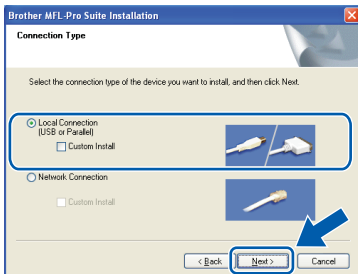 Brother MFL-Pro Suite Installation
Connection Type
Select the connection type of the device you want to install, and then click Next.
Local Connection
(USB or Parallel)
Custom Install
Network Connection
Custom Install
< Back
Next >
Cancel